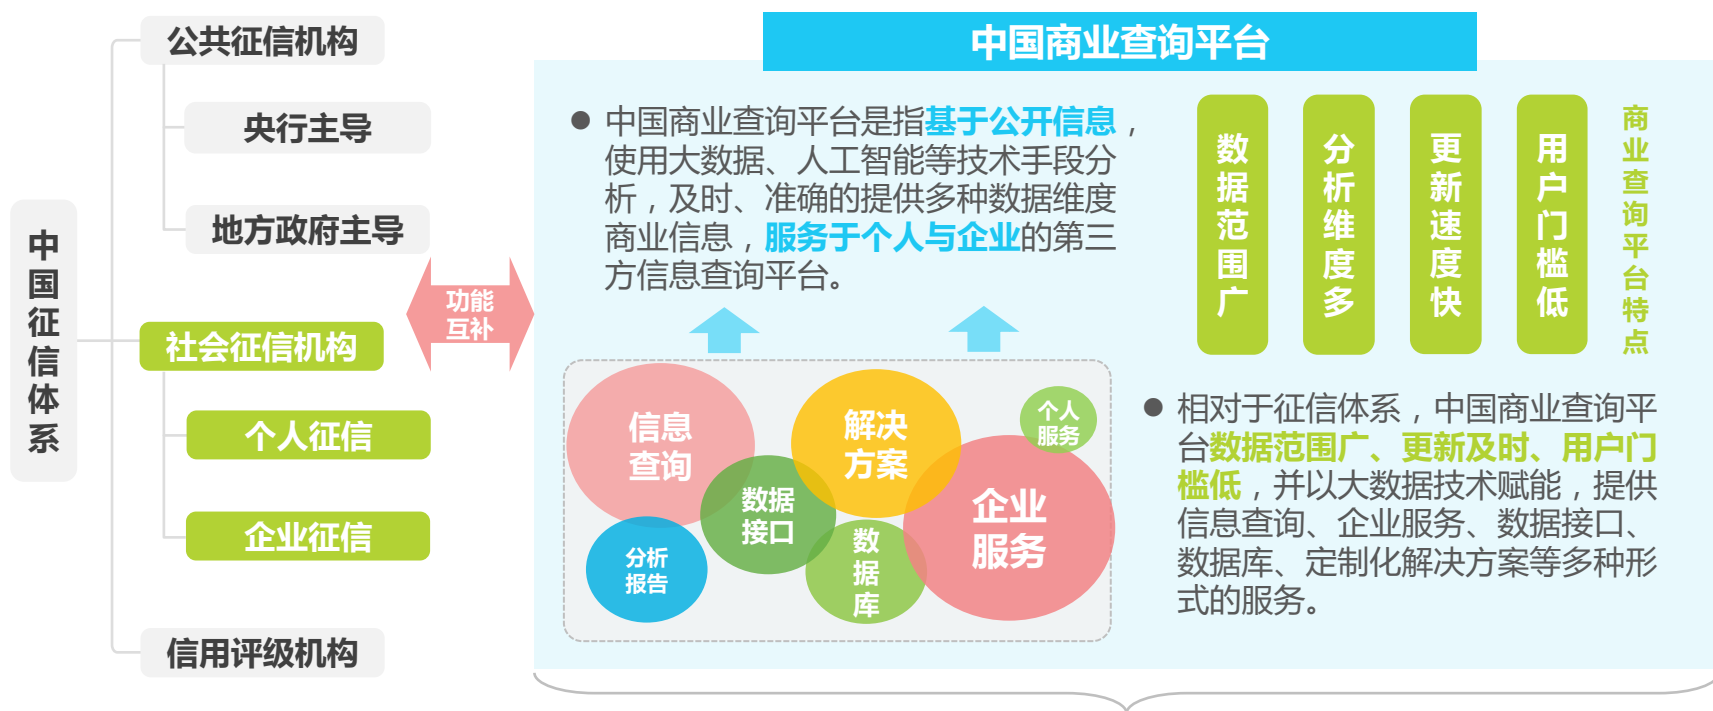 中国征信体系
公共征信机构
央行主导
地方政府主导
社会征信机构
个人征信
企业征信
信用评级机构
功能
互补
中国商业查询平台
● 中国商业查询平台是指基于公开信息，
使用大数据、人工智能等技术手段分
析，及时、准确的提供多种数据维度
商业信息，服务于个人与企业的第三
方信息查询平台。
信息
查询
解决
方案
个人
服务
数据
接口
企业
服务
分析
报告
数据库
数据范围广
分析维度多
更新速度快
用户门槛低
商业查询平台特点
● 相对于征信体系，中国商业查询平
台数据范围广、更新及时、用户门
槛低，并以大数据技术赋能，提供
信息查询、企业服务、数据接口、
数据库、定制化解决方案等多种形
式的服务。